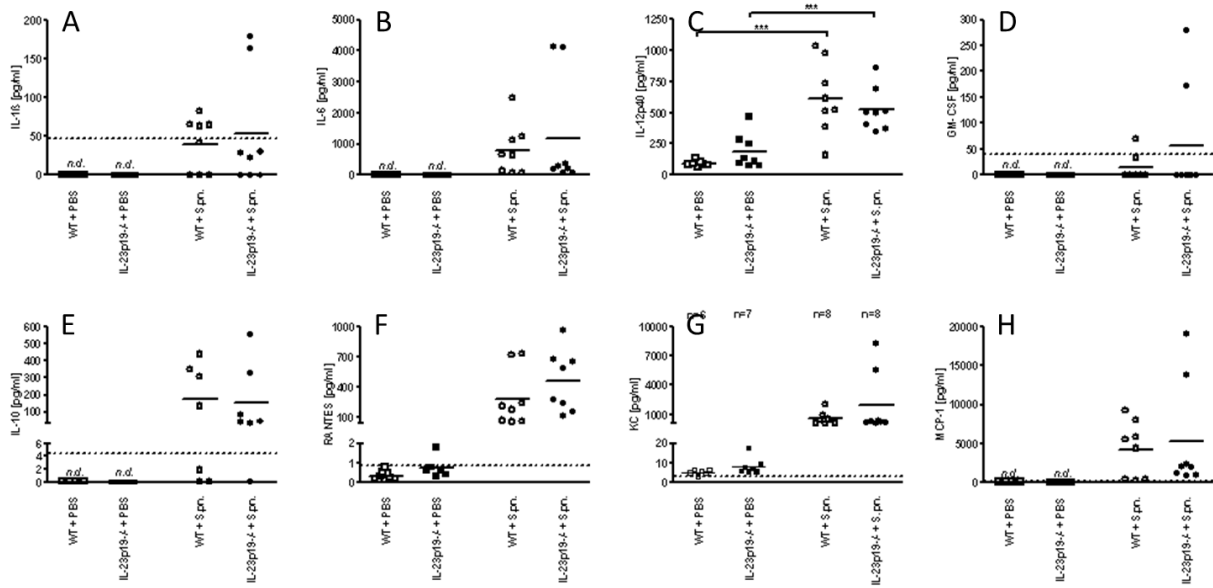 A
IL-1ß [pg/ml]
200
150
100
50
0
n.d.
n.d.
WT + PBS
IL-23p19-/- + PBS
WT + S.pn.
IL-23p19-/- + S.pn.
B
IL-6 [pg/ml]
5000
4000
3000
2000
1000
0
n.d.
n.d.
WT + PBS
IL-23p19-/- + PBS
WT + S.pn.
IL-23p19-/- + S.pn.
C
IL-12p40 [pg/ml]
1250
1000
750
500
250
0
***
***
WT + PBS
IL-23p19-/- + PBS
WT + S.pn.
IL-23p19-/- + S.pn.
D
GM-CSF [pg/ml]
300
250
200
150
100
50
0
n.d.
n.d.
WT + PBS
IL-23p19-/- + PBS
WT + S.pn.
IL-23p19-/- + S.pn.
E
IL-10 [pg/ml]
600
500
400
300
200
100
6
4
2
0
n.d.
n.d.
WT + PBS
IL-23p19-/- + PBS
WT + S.pn.
IL-23p19-/- + S.pn.
F
RANTES [pg/ml]
1000
700
400
100
2
1
0
WT + PBS
IL-23p19-/- + PBS
WT + S.pn.
IL-23p19-/- + S.pn.
G
KC [pg/ml]
n=7
n=8
n=8
10000
7000
4000
1000
20
10
0
WT + PBS
IL-23p19-/- + PBS
WT + S.pn.
IL-23p19-/- + S.pn.
H
MCP-1 [pg/ml]
20000
15000
10000
5000
0
n.d.
n.d.
WT + PBS
IL-23p19-/- + PBS
WT + S.pn.
IL-23p19-/- + S.pn.